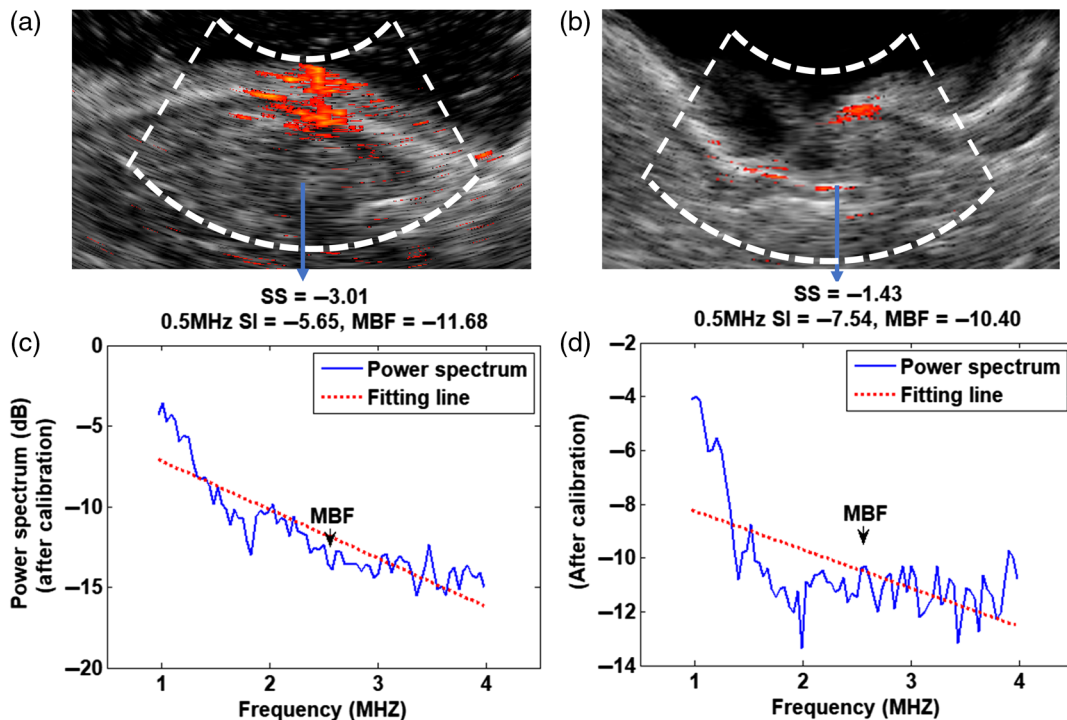 (a)
(b)
SS = –3.01
0.5MHz SI = –5.65, MBF = –11.68
SS = –1.43
0.5MHz SI = –7.54, MBF = –10.40
(c)
0
–5
–10
–15
–20
Power spectrum (dB)
(after calibration)
Power spectrum
Fitting line
MBF
1
2
3
4
Frequency (MHZ)
(d)
–2
–4
–6
–8
–10
–12
–14
(After calibration)
Power spectrum
Fitting line
MBF
1
2
3
4
Frequency (MHZ)